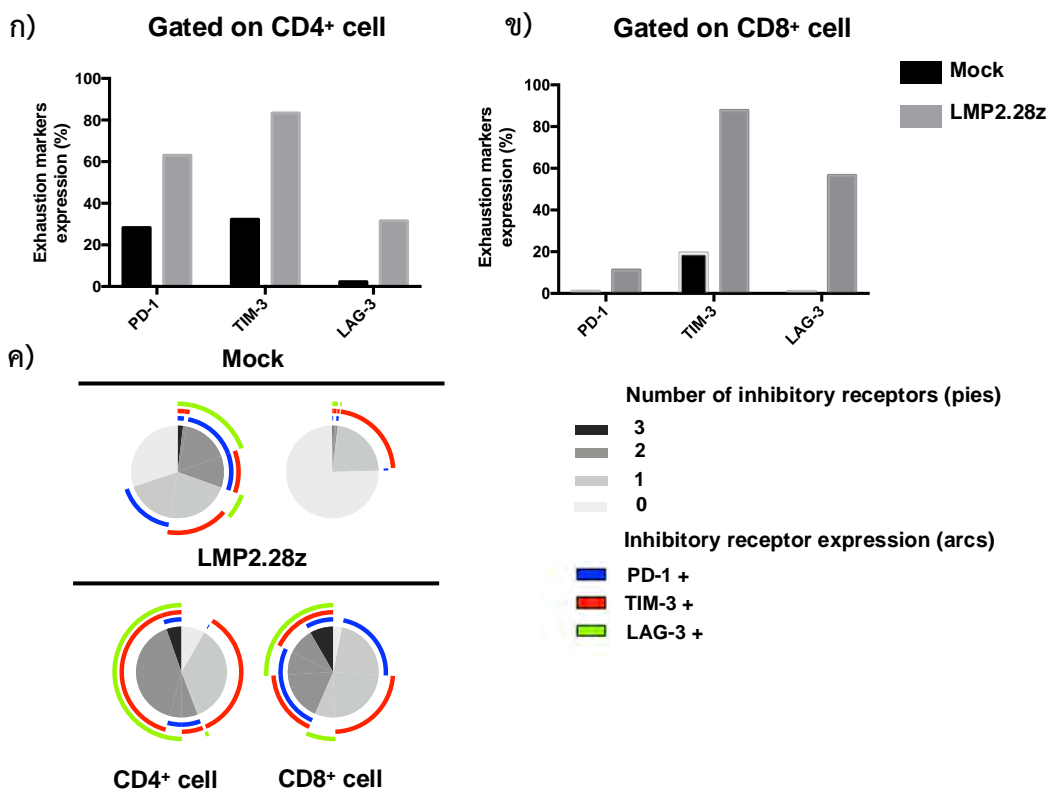 ก)
Gated on CD4+ cell
Exhaustion markers
expression (%)
100
80
60
40
20
0
PD-1
TIM-3
LAG-3
ข)
Gated on CD8+ cell
Exhaustion markers
expression (%)
100
80
60
40
20
0
PD-1
TIM-3
LAG-3
Mock
LMP2.28z
ค)
Mock
LMP2.28z
CD4+ cell
CD8+ cell
Number of inhibitory receptors (pies)
3
2
1
0
Inhibitory receptor expression (arcs)
PD-1 +
TIM-3 +
LAG-3 +